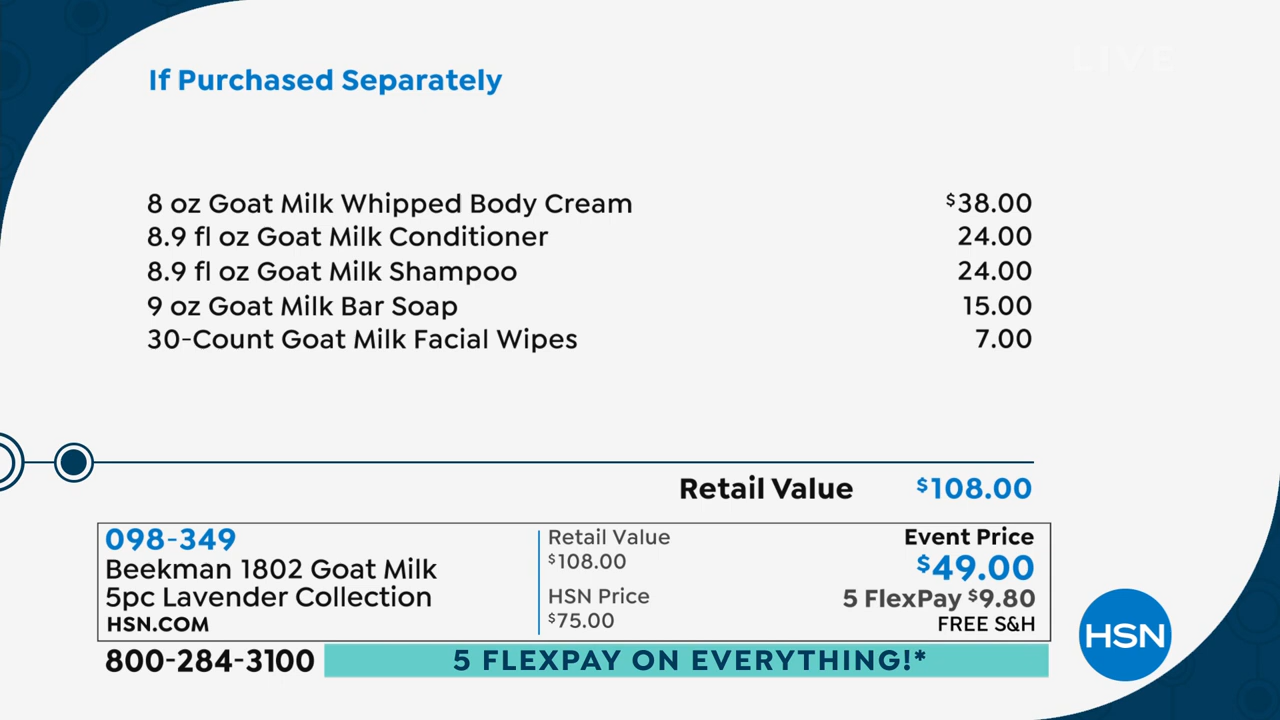 LIVE
If Purchased Separately
8 oz Goat Milk Whipped Body Cream $38.00
8.9 fl oz Goat Milk Conditioner 24.00
8.9 fl oz Goat Milk Shampoo 24.00
9 oz Goat Milk Bar Soap 15.00
30-Count Goat Milk Facial Wipes 7.00
Retail Value $108.00
098-349
Beekman 1802 Goat Milk
5pc Lavender Collection
HSN.COM
Retail Value
$108.00
HSN Price
$75.00
Event Price
$49.00
5 FlexPay $9.80
FREE S&H
HSN
800-284-3100
5 FLEXPAY ON EVERYTHING!*